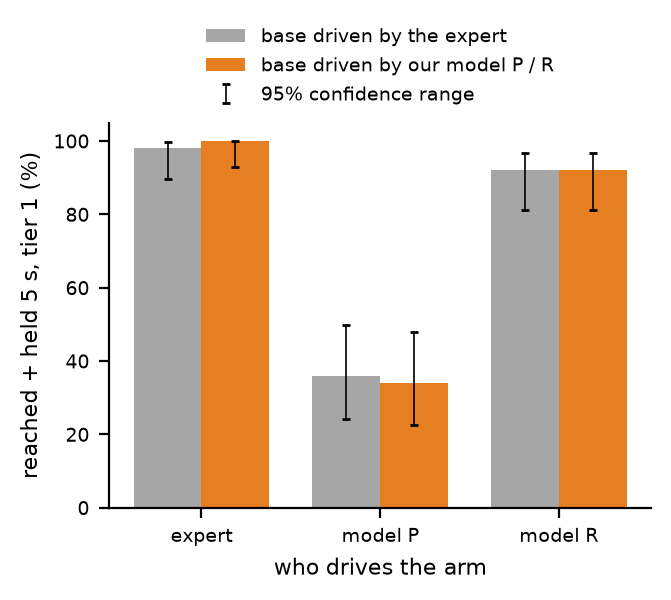 base driven by the expert
base driven by our model P / R
95% confidence range
reached + held 5 s, tier 1 (%)
100
80
60
40
20
0
expert
model P
model R
who drives the arm